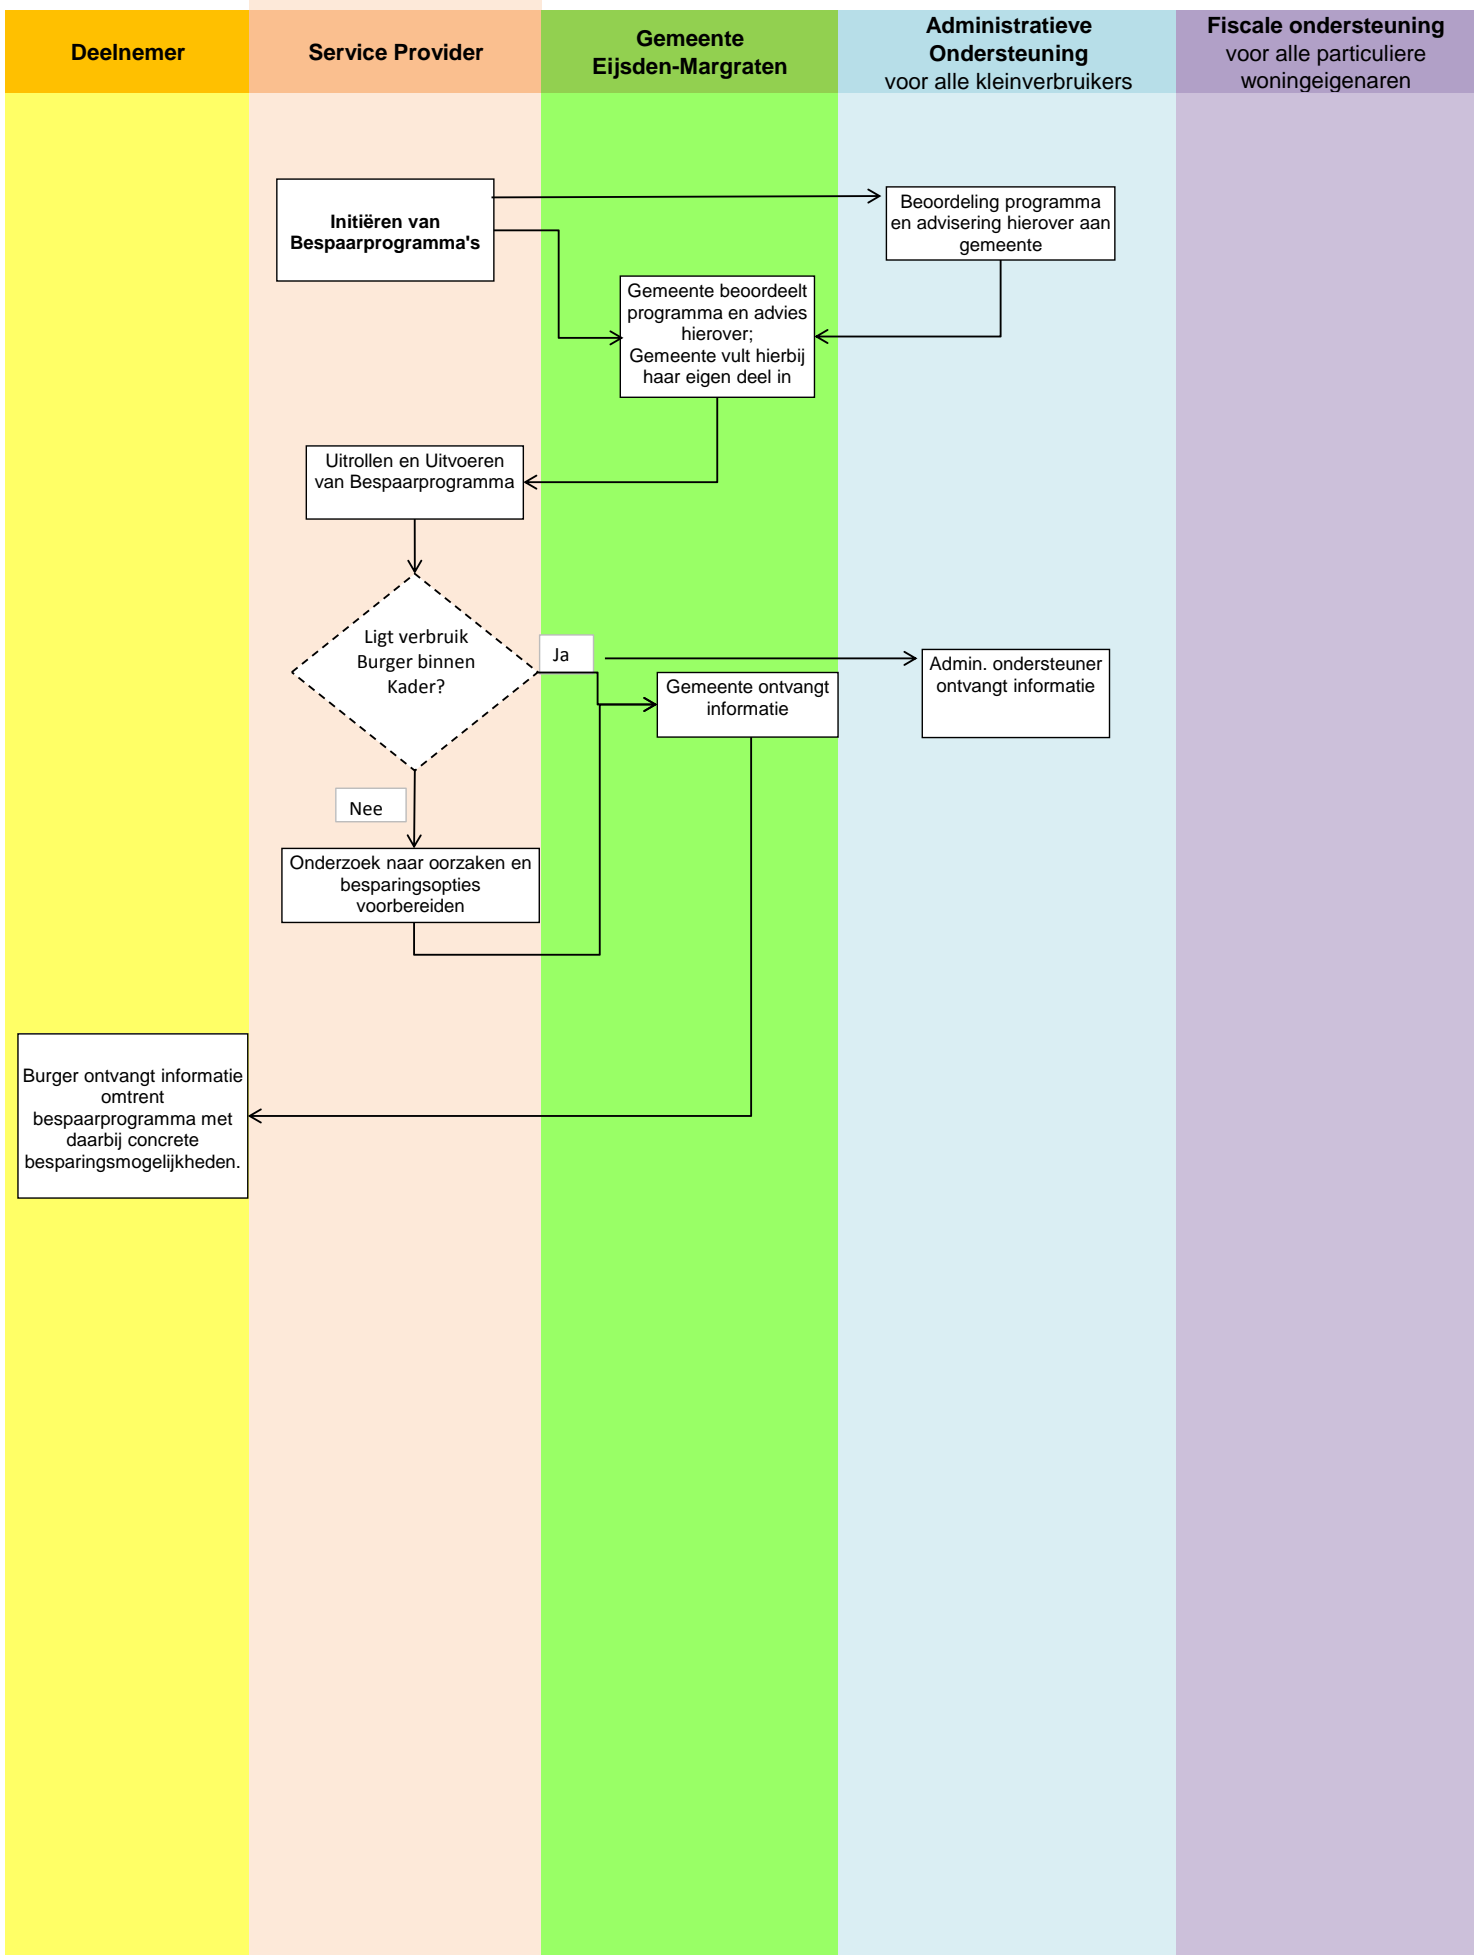 Deelnemer
Service Provider
Gemeente
Eijsden-Margraten
Administratieve
Ondersteuning
voor alle kleinverbruikers
Fiscale ondersteuning
voor alle particuliere
woningeigenaren
Initiëren van
Bespaarprogramma's
Beoordeling programma
en advisering hierover aan
gemeente
Gemeente beoordeelt
programma en advies
hierover;
Gemeente vult hierbij
haar eigen deel in
Uitrollen en Uitvoeren
van Bespaarprogramma
Ligt verbruik
Burger binnen
Kader?
Ja
Admin. ondersteuner
ontvangt informatie
Gemeente ontvangt
informatie
Nee
Onderzoek naar oorzaken en
besparingsopties
voorbereiden
Burger ontvangt informatie
omtrent
bespaarprogramma met
daarbij concrete
besparingsmogelijkheden.